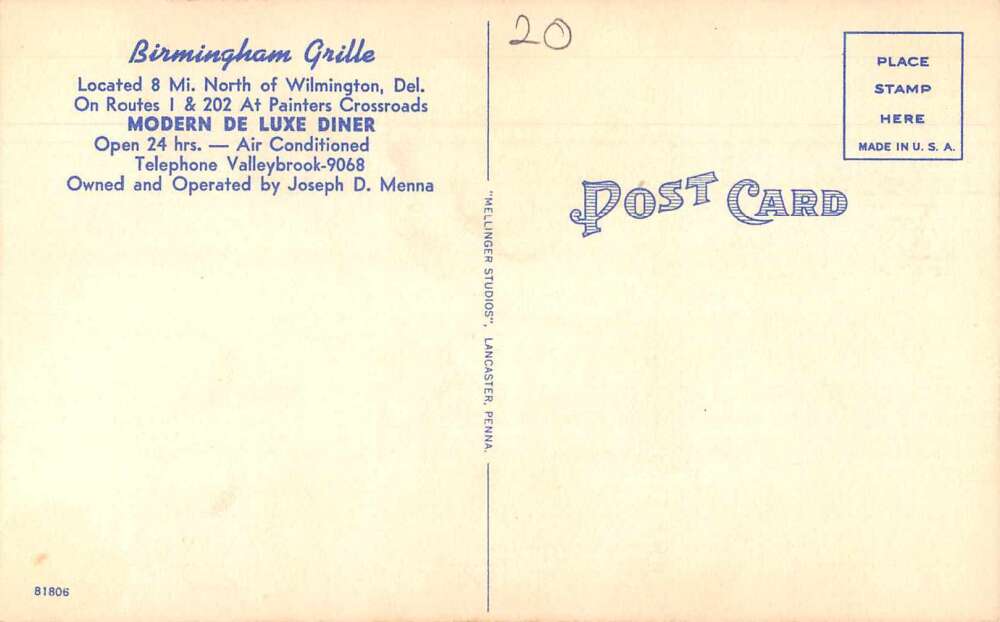 Birmingham Grille
Located 8 Mi. North of Wilmington, Del.
On Routes 1 & 202 At Painters Crossroads
MODERN DE LUXE DINER
Open 24 hrs. — Air Conditioned
Telephone Valleybrook-9068
Owned and Operated by Joseph D. Menna
81806
"MELLINGER STUDIOS", LANCASTER, PENNA.
20
PLACE
STAMP
HERE
MADE IN U. S. A.
POST CARD